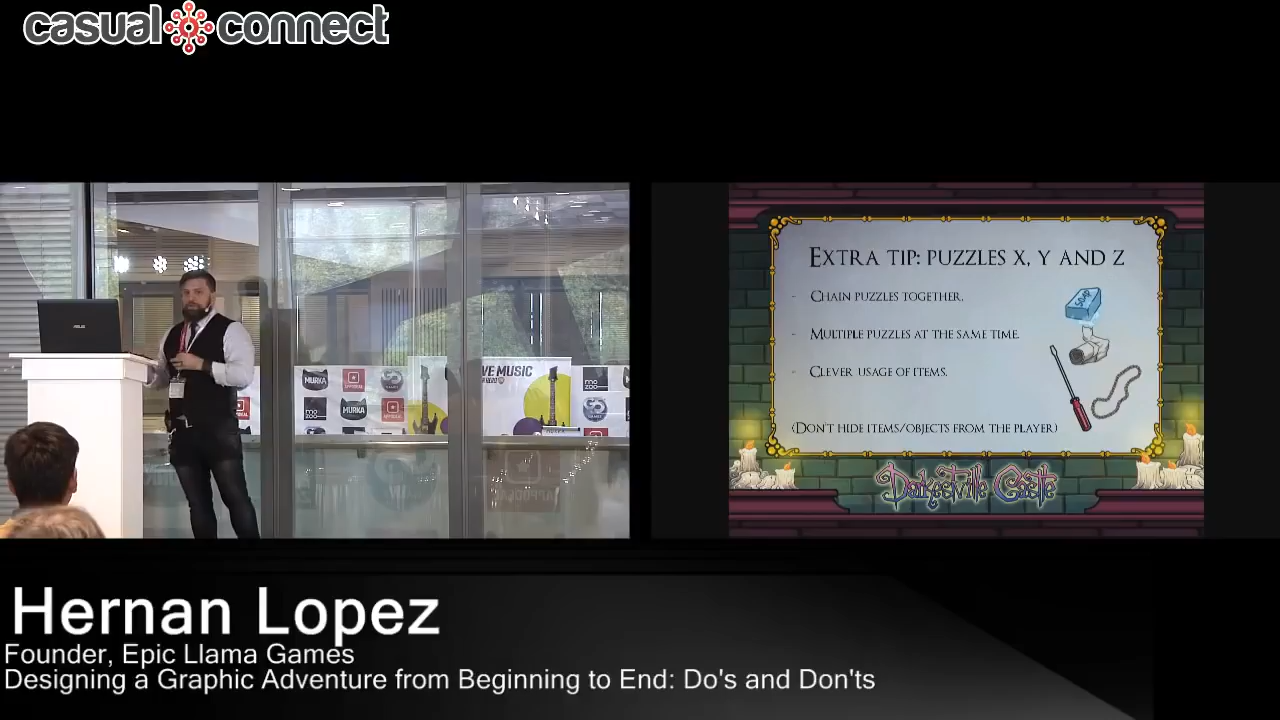 casual connect
EXTRA TIP: PUZZLES X, Y AND Z
- CHAIN PUZZLES TOGETHER.
- MULTIPLE PUZZLES AT THE SAME TIME.
- CLEVER USAGE OF ITEMS.
(DON'T HIDE ITEMS/OBJECTS FROM THE PLAYER)
SOAP
Darkestville Castle
ASUS
VE MUSIC
MURKA
MURKA
Hernan Lopez
Founder, Epic Llama Games
Designing a Graphic Adventure from Beginning to End: Do's and Don'ts